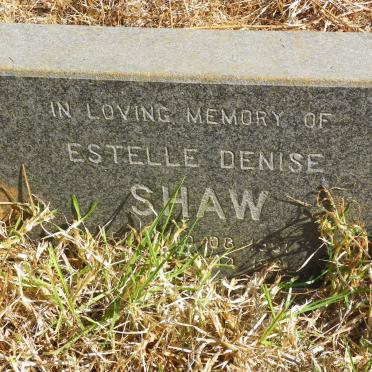 IN LOVING MEMORY OF
ESTELLE DENISE
SHAW